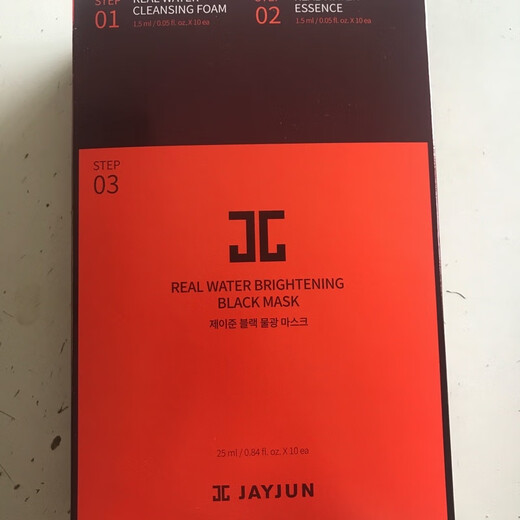 STEP
01
REAL WATER
CLEANSING FOAM
1.5 ml / 0.05 fl. oz. X 10 ea
02
ESSENCE
1.5 ml / 0.05 fl. oz. X 10 ea
STEP
03
REAL WATER BRIGHTENING
BLACK MASK
제이준 블랙 물광 마스크
25 ml / 0.84 fl. oz. X 10 ea
JAYJUN